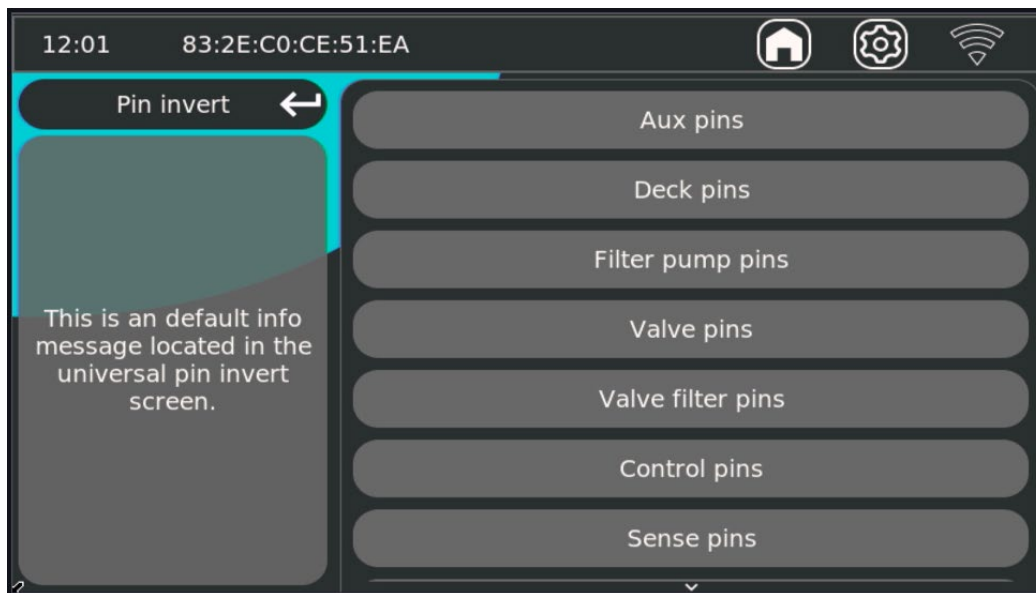 12:01 83:2E:C0:CE:51:EA
Pin invert
This is an default info
message located in the
universal pin invert
screen.
Aux pins
Deck pins
Filter pump pins
Valve pins
Valve filter pins
Control pins
Sense pins